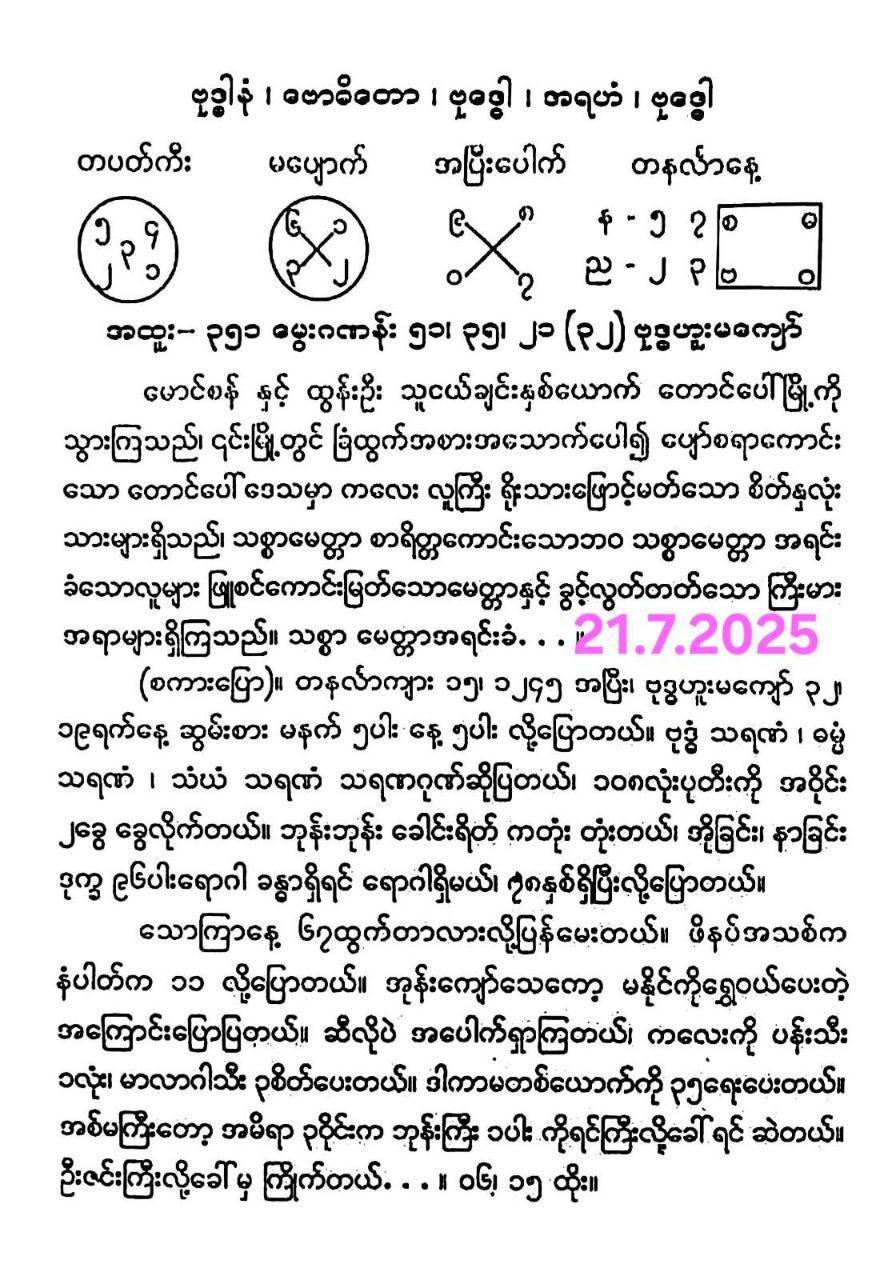 ဗုဒ္ဓါနံ ၊ ဗောဓိတော ၊ ဗုဒ္ဓေါ ၊ အရဟံ ၊ ဗုဒ္ဓေါ
တပတ်ကီး မပျောက် အပြီးပေါက် တနင်္လာနေ့
၅ ၄ ၃ ၂ ၁
၆ ၁ ၃ ၂
၉ ၈ ၀ ၇
န - ၅ ၇
ည - ၂ ၃
စ ဓ
ဗ ဝ
အထူး- ၃၅၁ မွေးဂဏန်း ၅၁၊ ၃၅၊ ၂၁ (၃၂) ဗုဒ္ဓဟူးမကျော်
မောင်စန် နှင့် ထွန်းဦး သူငယ်ချင်းနှစ်ယောက် တောင်ပေါ်မြို့ကို
သွားကြသည်၊ ၎င်းမြို့တွင် ခြံထွက်အစားအသောက်ပေါ၍ ပျော်စရာကောင်း
သော တောင်ပေါ်ဒေသမှာ ကလေး လူကြီး ရိုးသားဖြောင့်မတ်သော စိတ်နှလုံး
သားများရှိသည်၊ သစ္စာမေတ္တာ စာရိတ္တကောင်းသောဘဝ သစ္စာမေတ္တာ အရင်း
ခံသောလူများ ဖြူစင်ကောင်းမြတ်သောမေတ္တာနှင့် ခွင့်လွှတ်တတ်သော ကြီးမား
အရာများရှိကြသည်။ သစ္စာ မေတ္တာအရင်းခံ. . . ။ 21.7.2025
(စကားပြော)။ တနင်္လာကျား ၁၅၊ ၁၂၄၅ အပြီး၊ ဗုဒ္ဓဟူးမကျော် ၃၂၊
၁၉ရက်နေ့ ဆွမ်းစား မနက် ၅ပါး နေ့ ၅ပါး လို့ပြောတယ်။ ဗုဒ္ဓံ သရဏံ ၊ ဓမ္မံ
သရဏံ ၊ သံဃံ သရဏံ သရဏဂုဏ်ဆိုပြတယ်၊ ၁၀၈လုံးပုတီးကို အဝိုင်း
၂ခွေ ခွေလိုက်တယ်။ ဘုန်းဘုန်း ခေါင်းရိတ် ကတုံး တုံးတယ်၊ အိုခြင်း၊ နာခြင်း
ဒုက္ခ ၉၆ပါးရောဂါ ခန္ဓာရှိရင် ရောဂါရှိမယ်၊ ၇၈နှစ်ရှိပြီးလို့ပြောတယ်။
သောကြာနေ့ ၆၇ထွက်တာလားလို့ပြန်မေးတယ်။ ဖိနပ်အသစ်က
နံပါတ်က ၁၁ လို့ပြောတယ်။ အုန်းကျော်သေကော့ မနိုင်ကိုရွှေဝယ်ပေးတဲ့
အကြောင်းပြောပြတယ်။ ဆီလိုပဲ အပေါက်ရှာကြတယ်၊ ကလေးကို ပန်းသီး
၁လုံး၊ မာလာဂါသီး ၃စိတ်ပေးတယ်။ ဒါကာမတစ်ယောက်ကို ၃၅ရေးပေးတယ်။
အစ်မကြီးတော့ အမိရာ ၃ဝိုင်းက ဘုန်းကြီး ၁ပါး ကိုရင်ကြီးလို့ခေါ်ရင် ဆဲတယ်။
ဦးဇင်းကြီးလို့ခေါ်မှ ကြိုက်တယ်. . . ။ ၀၆၊ ၁၅ ထိုး။